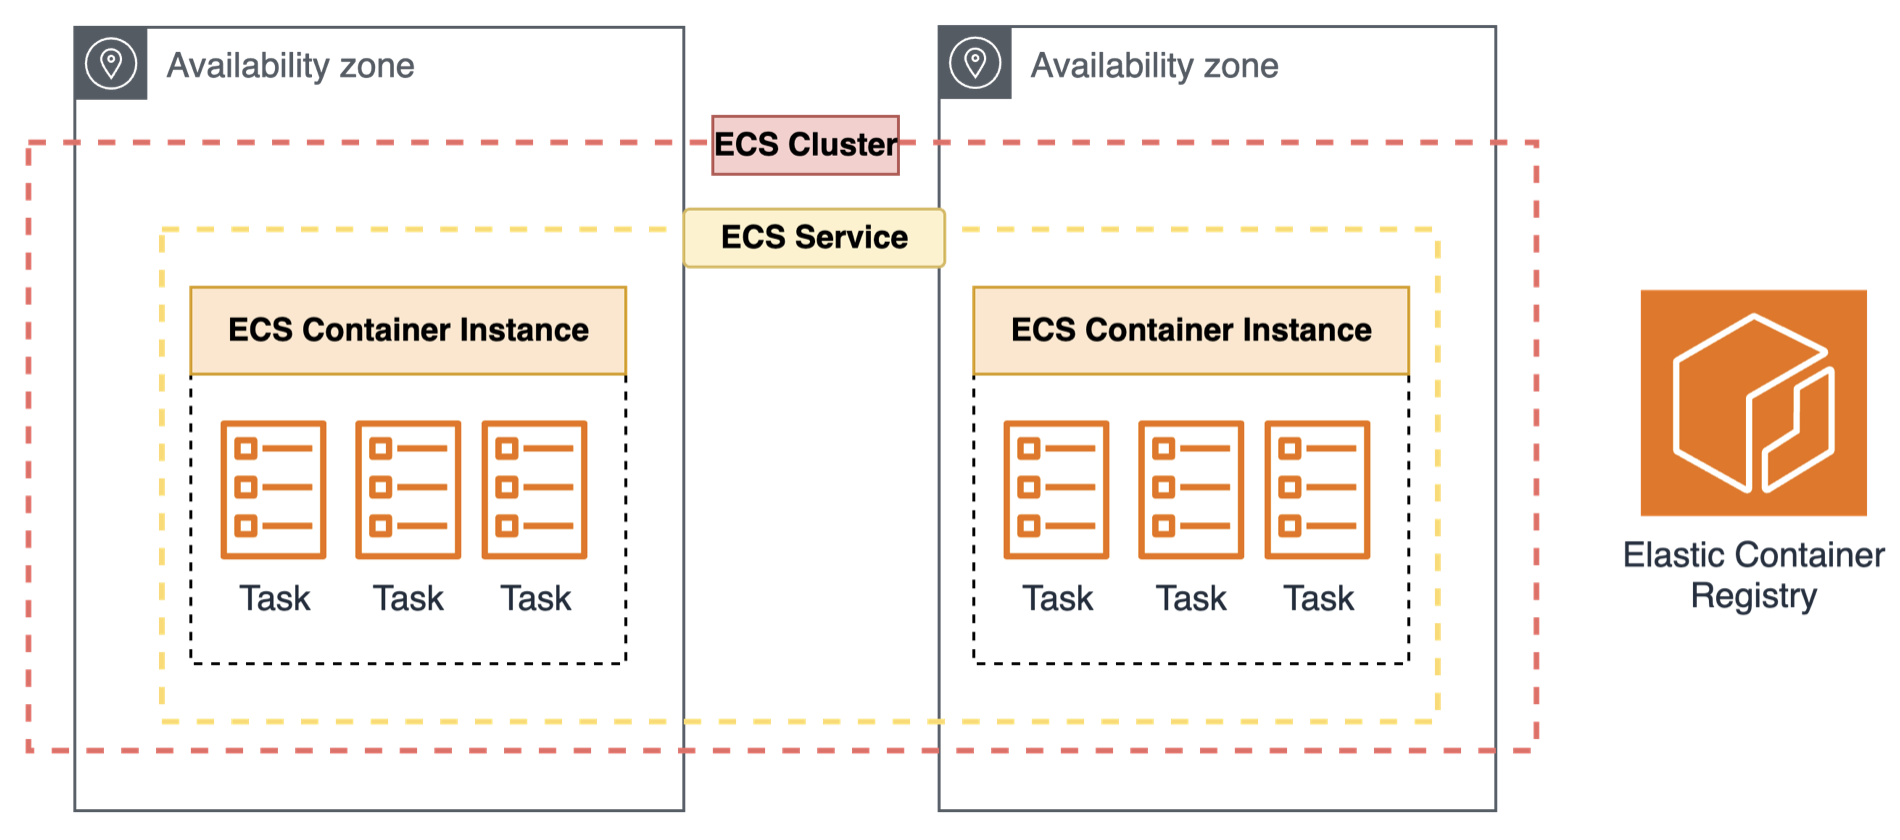 Availability zone
Availability zone
ECS Cluster
ECS Service
ECS Container Instance
ECS Container Instance
Task
Task
Task
Task
Task
Task
Elastic Container
Registry